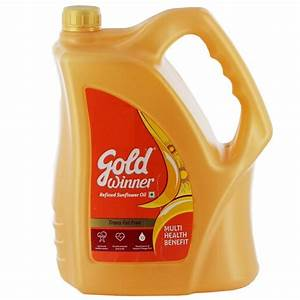 Gold
Winner
Refined Sunflower Oil
Trans Fat Free
MULTI
HEALTH
BENEFIT